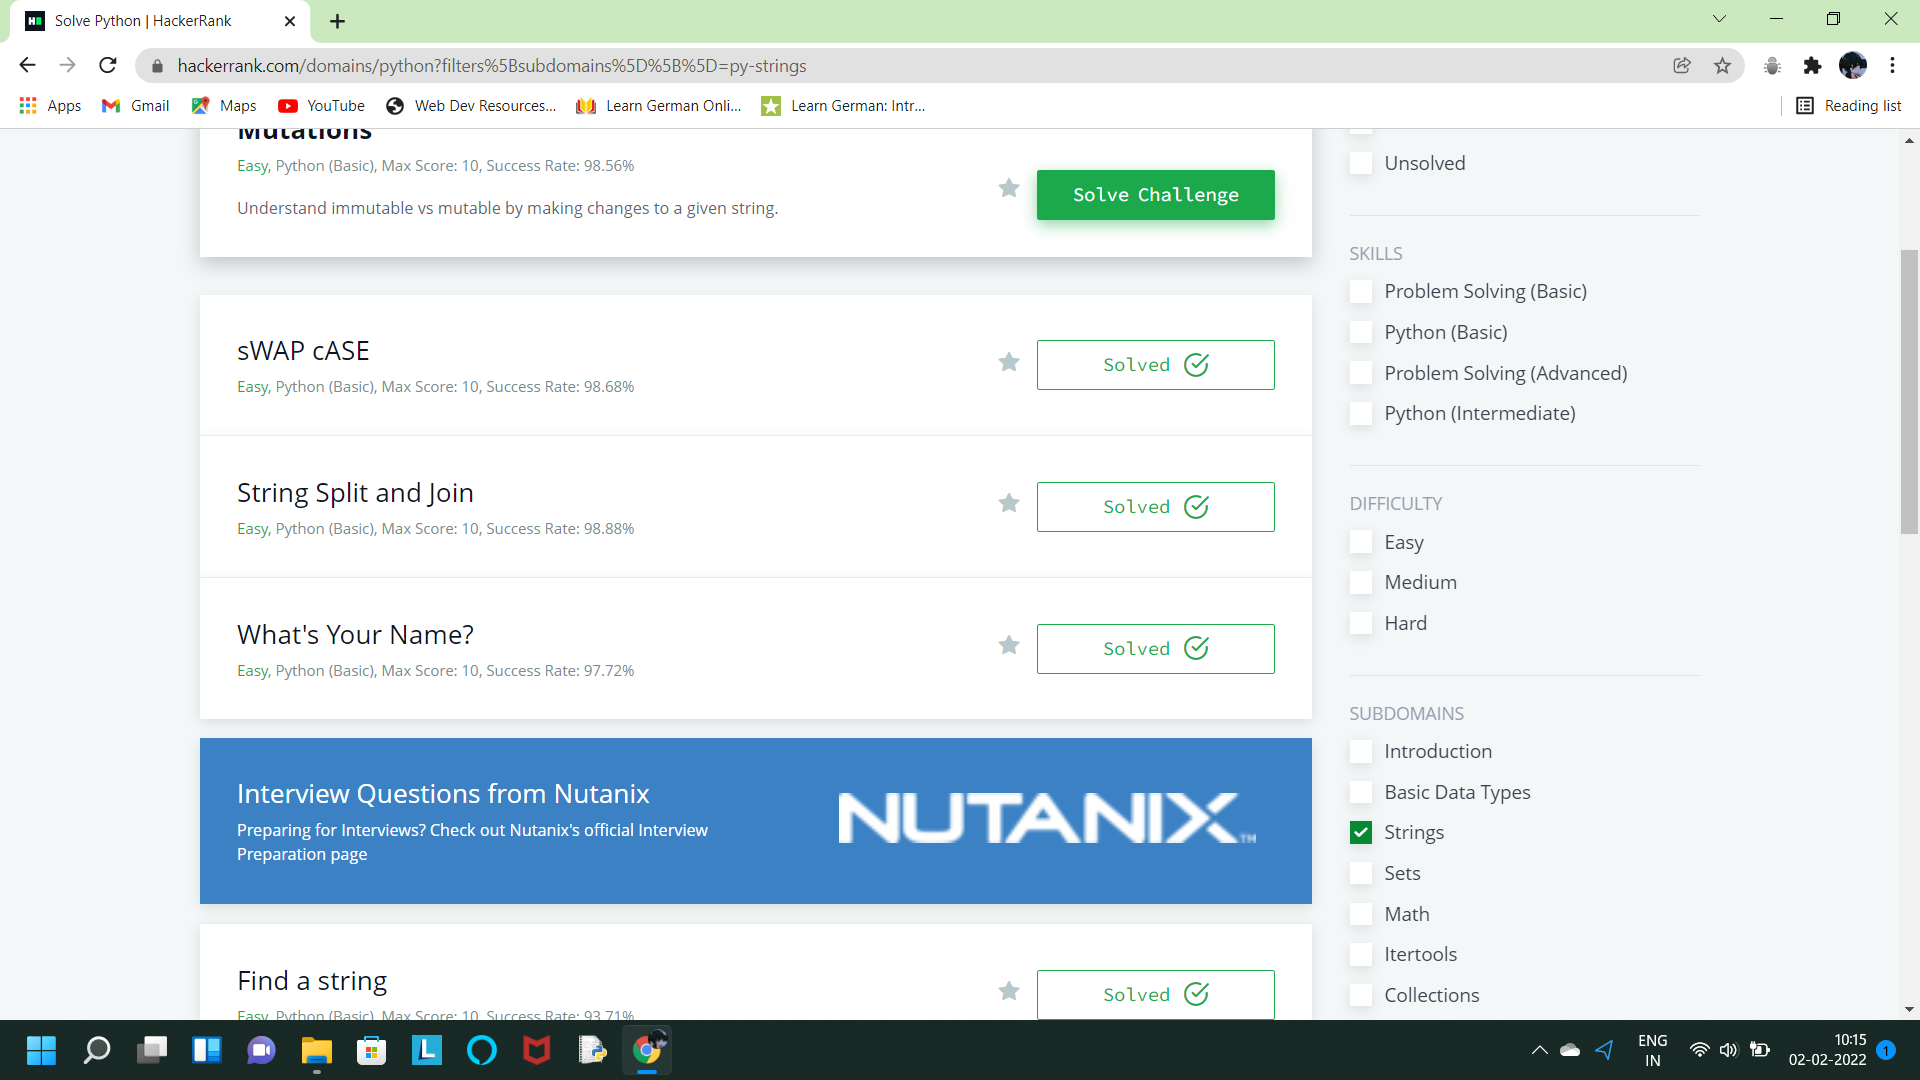 Solve Python | HackerRank
hackerrank.com/domains/python?filters%5Bsubdomains%5D%5B%5D=py-strings
Apps
Gmail
Maps
YouTube
Web Dev Resources...
Learn German Onli...
Learn German: Intr...
Reading list
Mutations
Easy, Python (Basic), Max Score: 10, Success Rate: 98.56%
Understand immutable vs mutable by making changes to a given string.
Solve Challenge
sWAP cASE
Easy, Python (Basic), Max Score: 10, Success Rate: 98.68%
Solved
String Split and Join
Easy, Python (Basic), Max Score: 10, Success Rate: 98.88%
Solved
What's Your Name?
Easy, Python (Basic), Max Score: 10, Success Rate: 97.72%
Solved
Interview Questions from Nutanix
Preparing for Interviews? Check out Nutanix's official Interview
Preparation page
NUTANIX™
Find a string
Easy, Python (Basic), Max Score: 10, Success Rate: 93.71%
Solved
Unsolved
SKILLS
Problem Solving (Basic)
Python (Basic)
Problem Solving (Advanced)
Python (Intermediate)
DIFFICULTY
Easy
Medium
Hard
SUBDOMAINS
Introduction
Basic Data Types
Strings
Sets
Math
Itertools
Collections
L
ENG
IN
10:15
02-02-2022
1